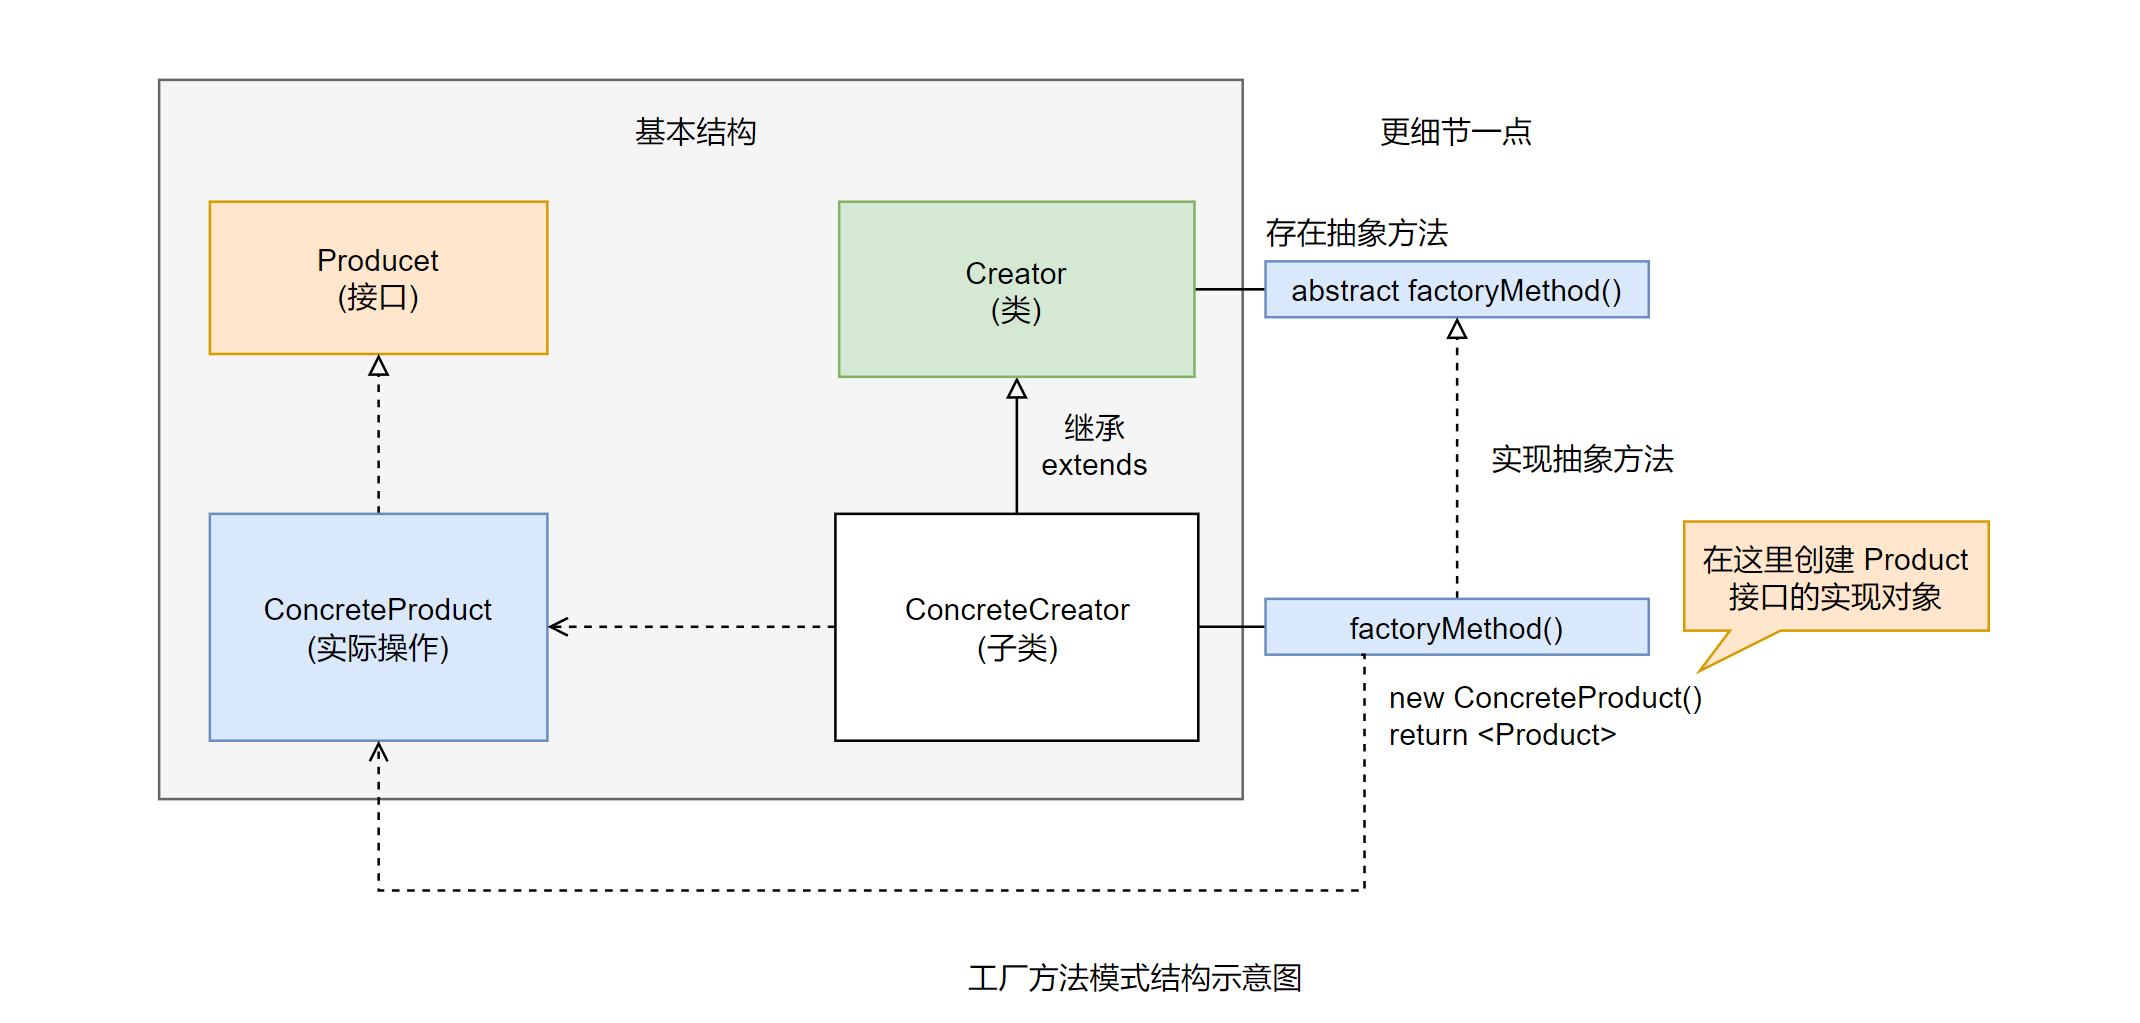 基本结构
更细节一点
Producet
(接口)
Creator
(类)
存在抽象方法
abstract factoryMethod()
继承
extends
实现抽象方法
ConcreteProduct
(实际操作)
ConcreteCreator
(子类)
factoryMethod()
在这里创建 Product
接口的实现对象
new ConcreteProduct()
return <Product>
工厂方法模式结构示意图